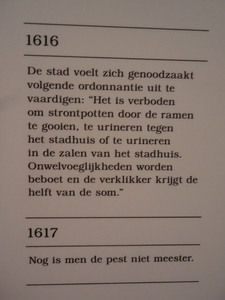 1616
De stad voelt zich genoodzaakt
volgende ordonnantie uit te
vaardigen: “Het is verboden
om strontpotten door de ramen
te gooien, te urineren tegen
het stadhuis of te urineren
in de zalen van het stadhuis.
Onwelvoeglijkheden worden
beboet en de verklikker krijgt de
helft van de som.”
1617
Nog is men de pest niet meester.